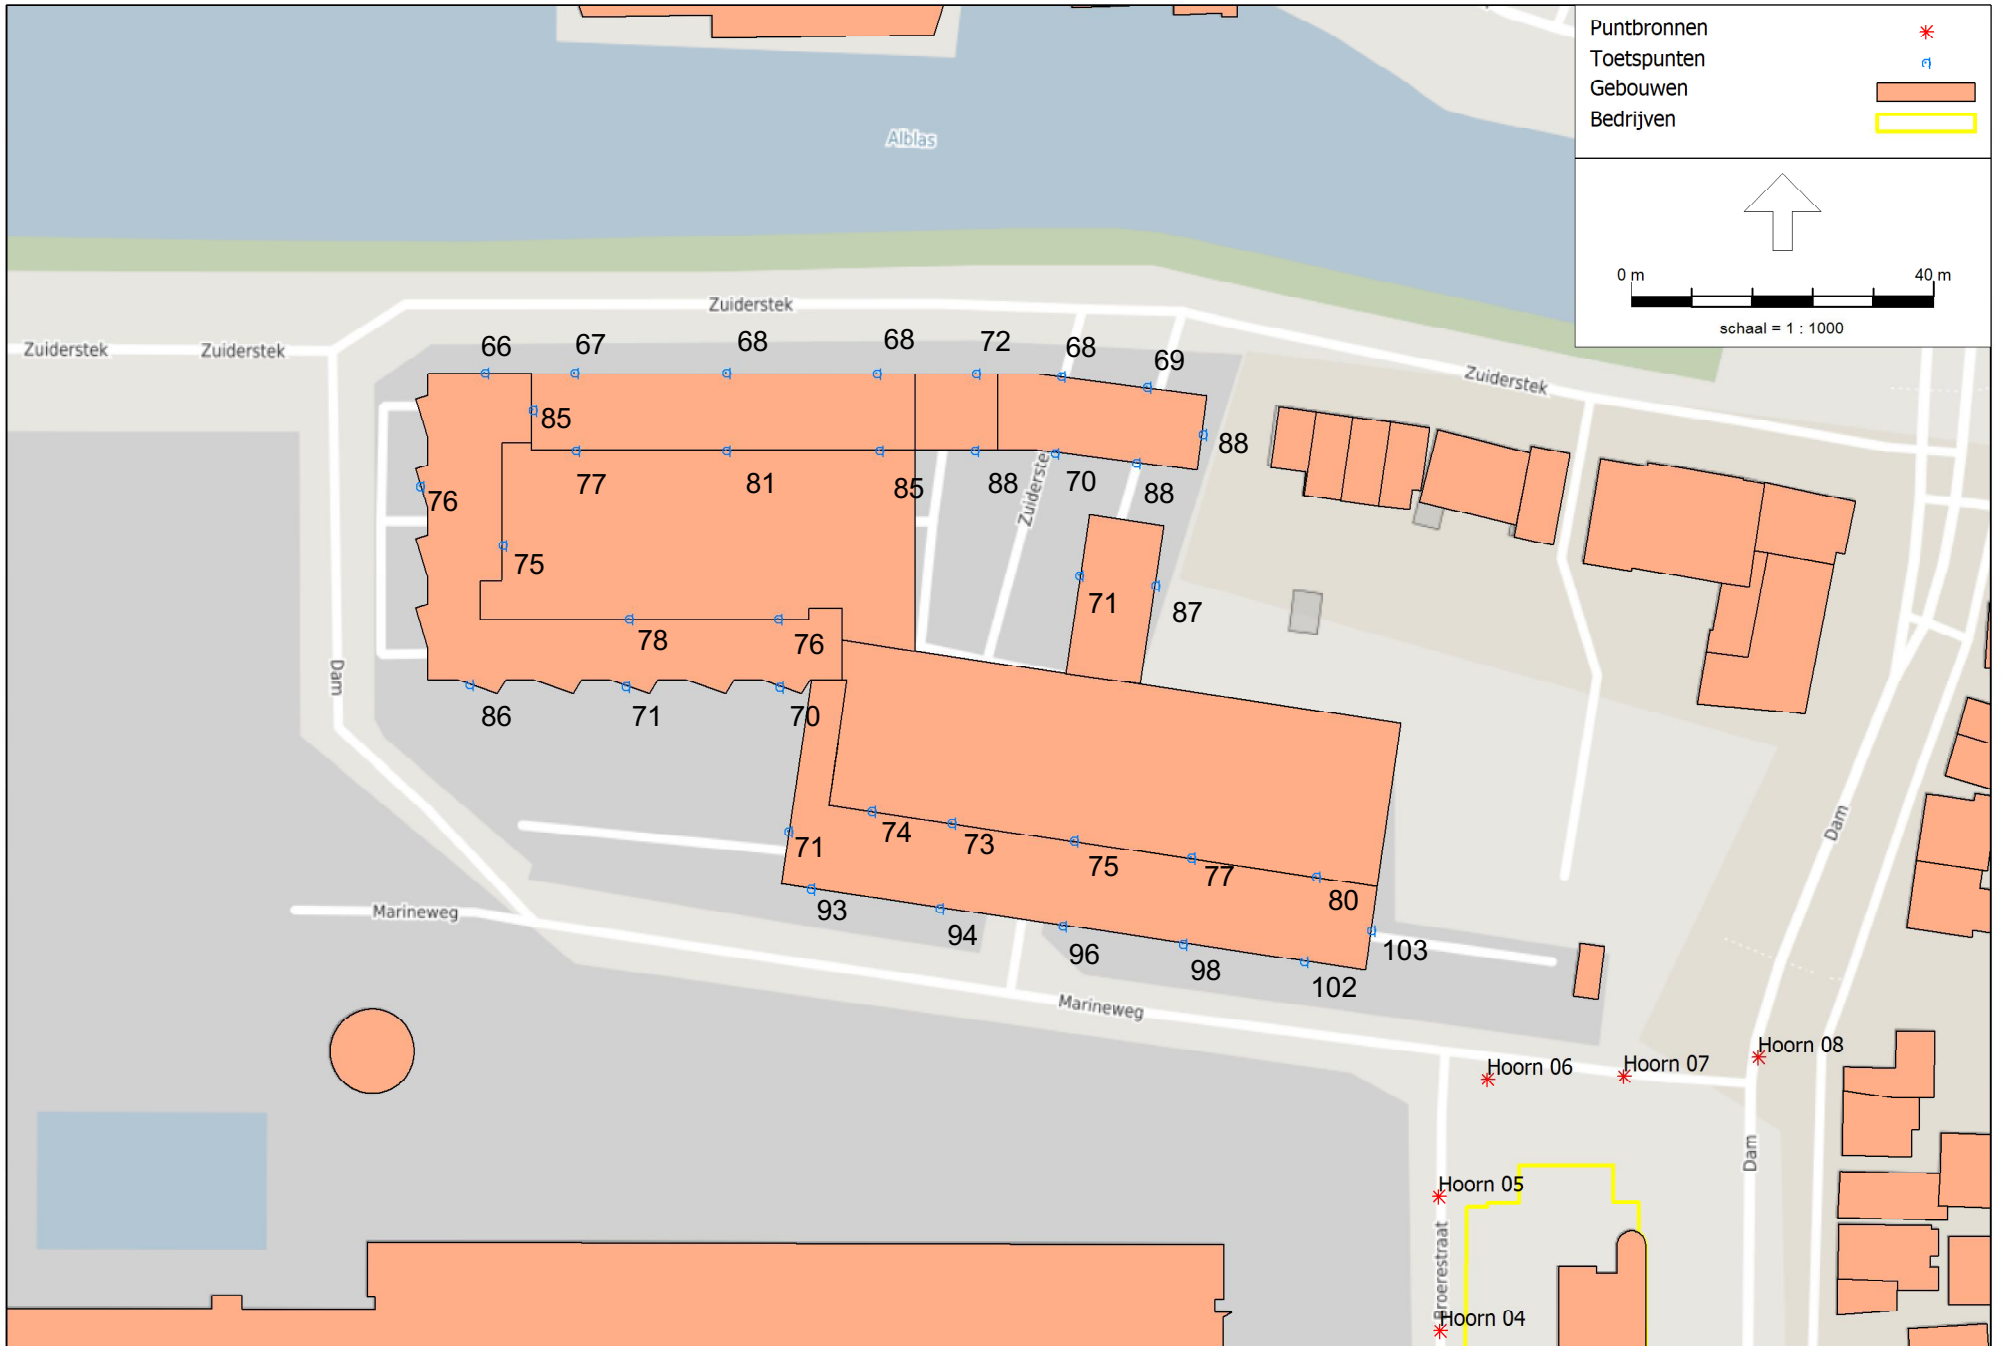 Puntbronnen
Toetspunten
Gebouwen
Bedrijven
0 m 40 m
schaal = 1 : 1000
Alblas
Zuiderstek
Zuiderstek
Zuiderstek
Zuiderstek
66
67
68
68
72
68
69
85
88
77
81
85
88
70
88
Zuiderste
76
75
71
87
78
76
Dam
86
71
70
71
74
73
75
77
80
Dam
93
94
96
98
102
103
Marineweg
Marineweg
Hoorn 06
Hoorn 07
Hoorn 08
Dam
Hoorn 05
Broerestraat
Hoorn 04